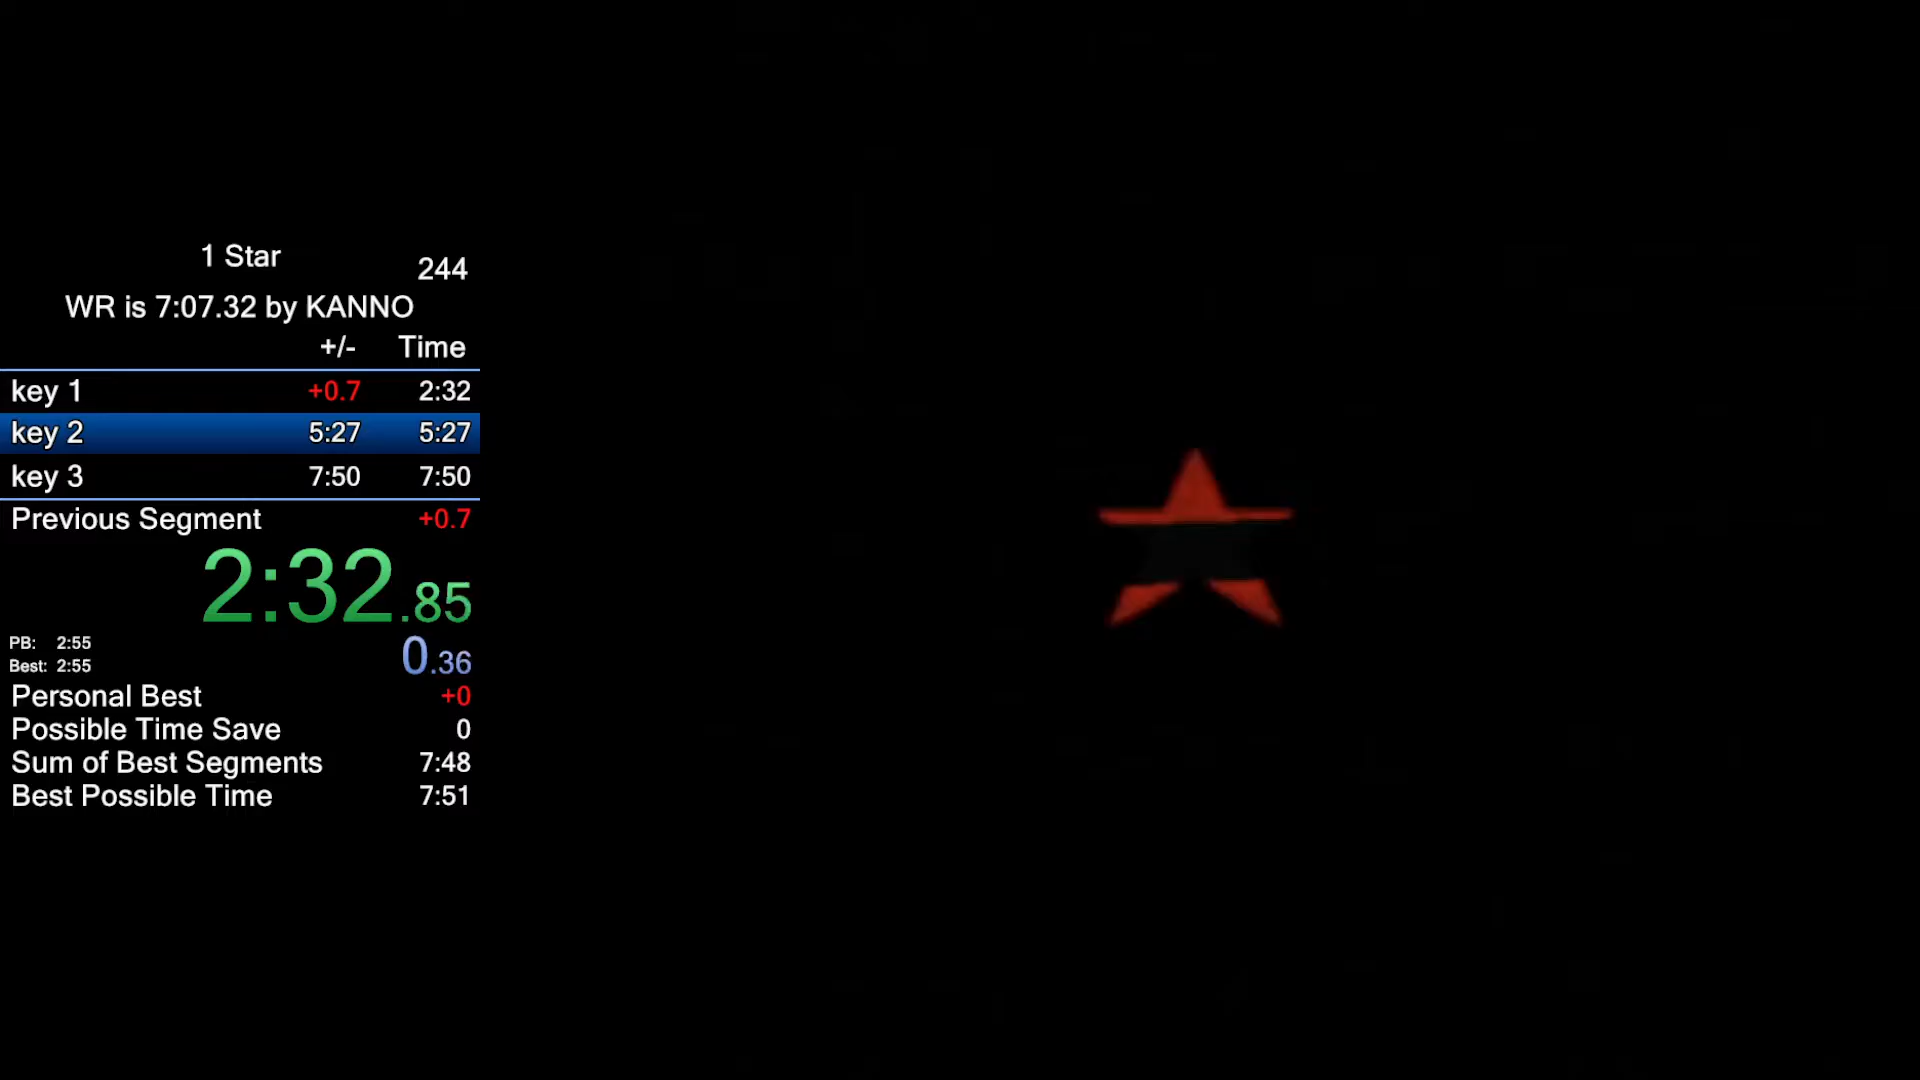 1 Star
244
WR is 7:07.32 by KANNO
+/- Time
key 1 +0.7 2:32
key 2 5:27 5:27
key 3 7:50 7:50
Previous Segment +0.7
2:32.85
PB: 2:55
0.36
Best: 2:55
Personal Best +0
Possible Time Save 0
Sum of Best Segments 7:48
Best Possible Time 7:51